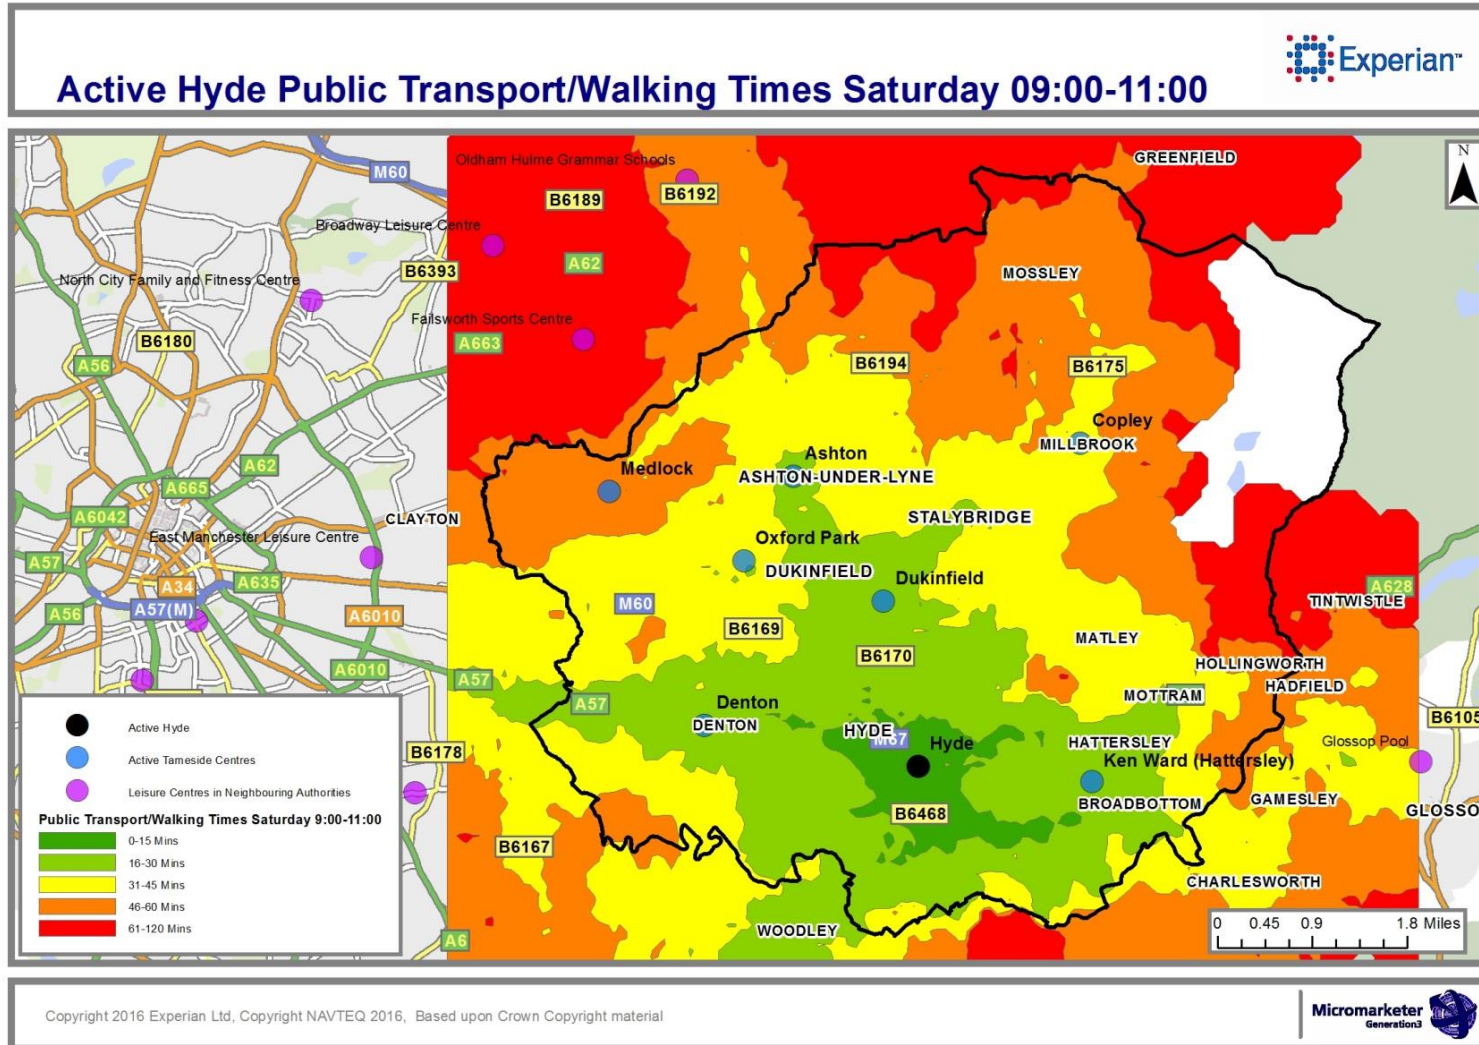 Active Hyde Public Transport/Walking Times Saturday 09:00-11:00
Experian™
Oldham Hulme Grammar Schools
GREENFIELD
N
M60
B6189
B6192
Broadway Leisure Centre
B6393
A62
MOSSLEY
North City Family and Fitness Centre
Failsworth Sports Centre
B6180
A663
A56
B6194
B6175
Copley
MILLBROOK
Ashton
Medlock
A62
ASHTON-UNDER-LYNE
A665
A6042
CLAYTON
STALYBRIDGE
East Manchester Leisure Centre
Oxford Park
A57
DUKINFIELD
Dukinfield
A34
A635
A628
TINTWISTLE
A56
A57(M)
A6010
M60
B6169
MATLEY
B6170
A6010
HOLLINGWORTH
A57
HADFIELD
MOTTRAM
A57
Denton
DENTON
HYDE
M67
B6105
Active Hyde
B6178
Hyde
HATTERSLEY
Glossop Pool
Active Tameside Centres
Ken Ward (Hattersley)
Leisure Centres in Neighbouring Authorities
BROADBOTTOM
GAMESLEY
GLOSSO
Public Transport/Walking Times Saturday 9:00-11:00
B6468
0-15 Mins
B6167
16-30 Mins
31-45 Mins
CHARLESWORTH
46-60 Mins
61-120 Mins
A6
WOODLEY
0 0.45 0.9 1.8 Miles
Copyright 2016 Experian Ltd, Copyright NAVTEQ 2016, Based upon Crown Copyright material
Micromarketer
Generation3